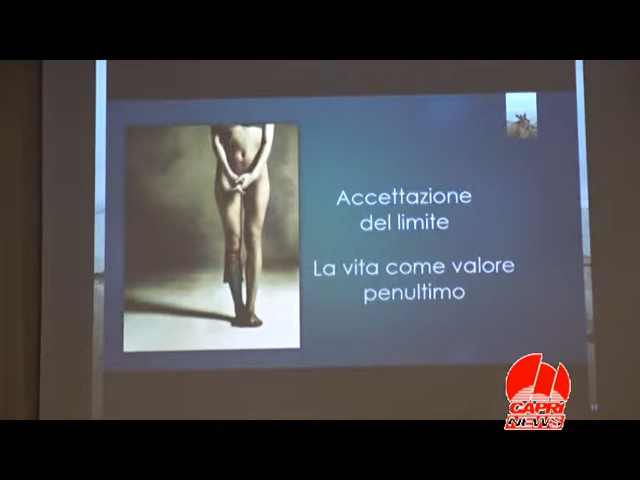 Accettazione
del limite
La vita come valore
penultimo
CAPRI
NEWS